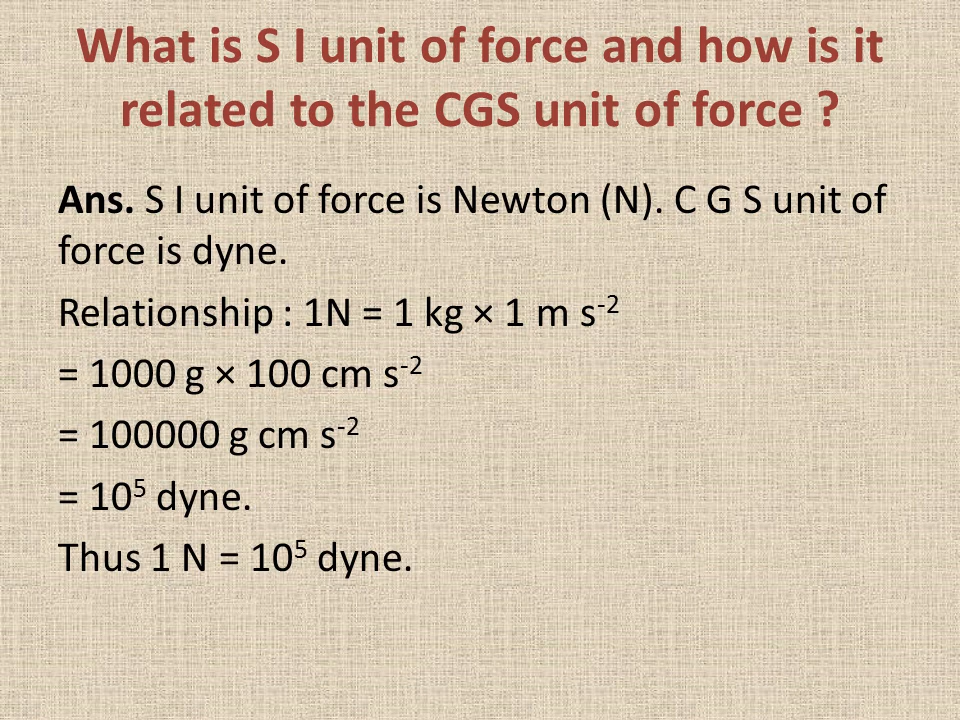 What is S I unit of force and how is it
related to the CGS unit of force ?
Ans. S I unit of force is Newton (N). C G S unit of
force is dyne.
Relationship : 1N = 1 kg × 1 m s⁻²
= 1000 g × 100 cm s⁻²
= 100000 g cm s⁻²
= 10⁵ dyne.
Thus 1 N = 10⁵ dyne.